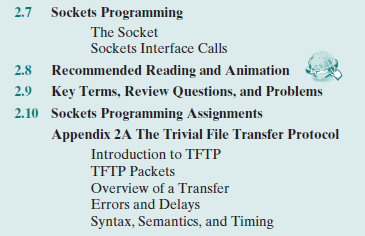 2.7 Sockets Programming
The Socket
Sockets Interface Calls
2.8 Recommended Reading and Animation
2.9 Key Terms, Review Questions, and Problems
2.10 Sockets Programming Assignments
Appendix 2A The Trivial File Transfer Protocol
Introduction to TFTP
TFTP Packets
Overview of a Transfer
Errors and Delays
Syntax, Semantics, and Timing